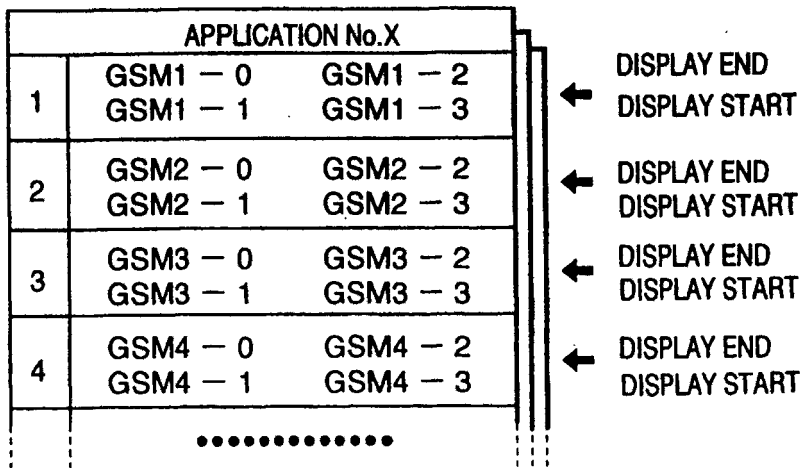 APPLICATION No.X
1 GSM1 – 0 GSM1 – 2 DISPLAY END
GSM1 – 1 GSM1 – 3 DISPLAY START
2 GSM2 – 0 GSM2 – 2 DISPLAY END
GSM2 – 1 GSM2 – 3 DISPLAY START
3 GSM3 – 0 GSM3 – 2 DISPLAY END
GSM3 – 1 GSM3 – 3 DISPLAY START
4 GSM4 – 0 GSM4 – 2 DISPLAY END
GSM4 – 1 GSM4 – 3 DISPLAY START